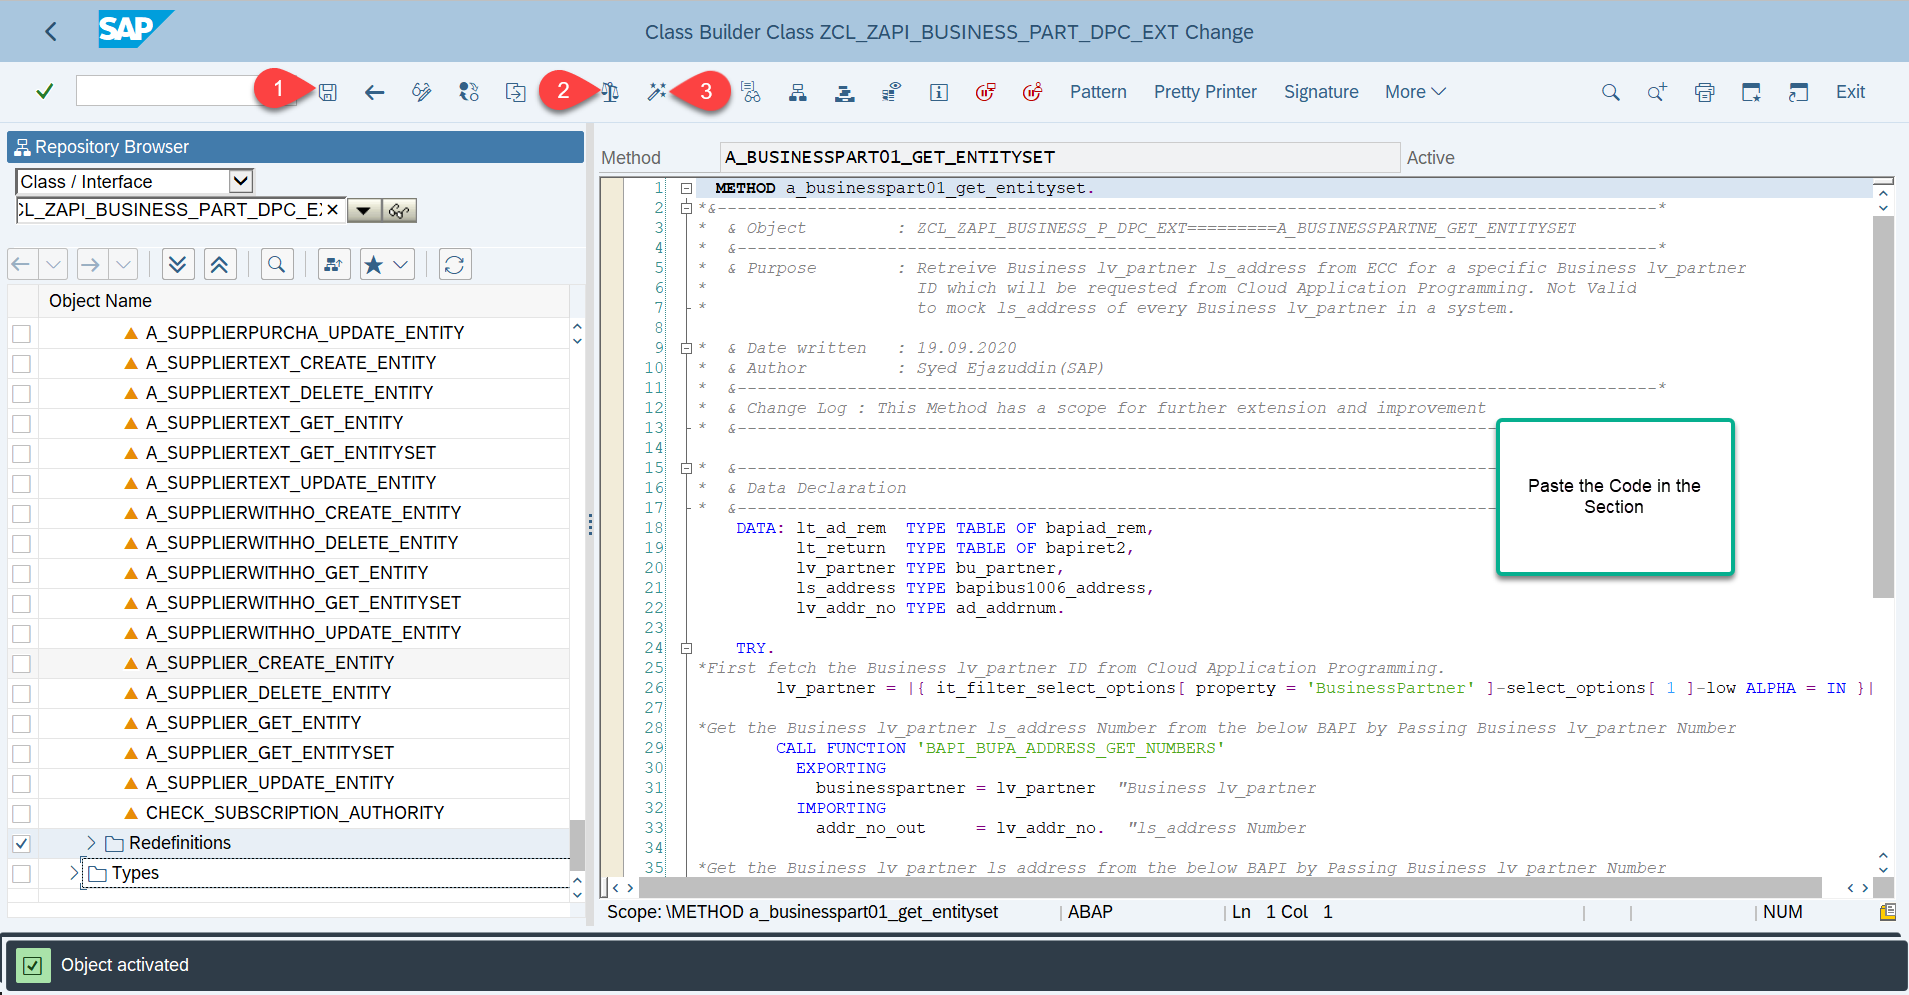 SAP
Class Builder Class ZCL_ZAPI_BUSINESS_PART_DPC_EXT Change
1
2
3
Pattern
Pretty Printer
Signature
More
Exit
Repository Browser
Class / Interface
CL_ZAPI_BUSINESS_PART_DPC_E
Object Name
A_SUPPLIERPURCHA_UPDATE_ENTITY
A_SUPPLIERTEXT_CREATE_ENTITY
A_SUPPLIERTEXT_DELETE_ENTITY
A_SUPPLIERTEXT_GET_ENTITY
A_SUPPLIERTEXT_GET_ENTITYSET
A_SUPPLIERTEXT_UPDATE_ENTITY
A_SUPPLIERWITHHO_CREATE_ENTITY
A_SUPPLIERWITHHO_DELETE_ENTITY
A_SUPPLIERWITHHO_GET_ENTITY
A_SUPPLIERWITHHO_GET_ENTITYSET
A_SUPPLIERWITHHO_UPDATE_ENTITY
A_SUPPLIER_CREATE_ENTITY
A_SUPPLIER_DELETE_ENTITY
A_SUPPLIER_GET_ENTITY
A_SUPPLIER_GET_ENTITYSET
A_SUPPLIER_UPDATE_ENTITY
CHECK_SUBSCRIPTION_AUTHORITY
Redefinitions
Types
Method A_BUSINESSPART01_GET_ENTITYSET Active
1 METHOD a_businesspart01_get_entityset.
2 *&---------------------------------------------------------------------------------------------*
3 * & Object : ZCL_ZAPI_BUSINESS_P_DPC_EXT=========A_BUSINESSPARTNE_GET_ENTITYSET
4 * &--------------------------------------------------------------------------------------------*
5 * & Purpose : Retreive Business lv_partner ls_address from ECC for a specific Business lv_partner
6 * ID which will be requested from Cloud Application Programming. Not Valid
7 * to mock ls_address of every Business lv_partner in a system.
8
9 * & Date written : 19.09.2020
10 * & Author : Syed Ejazuddin(SAP)
11 * &--------------------------------------------------------------------------------------------*
12 * & Change Log : This Method has a scope for further extension and improvement
13 * &----------------------------------------------------------------------------
14
15 * &----------------------------------------------------------------------------
16 * & Data Declaration
17 * &----------------------------------------------------------------------------
18 DATA: lt_ad_rem TYPE TABLE OF bapiad_rem,
19 lt_return TYPE TABLE OF bapiret2,
20 lv_partner TYPE bu_partner,
21 ls_address TYPE bapibus1006_address,
22 lv_addr_no TYPE ad_addrnum.
23
24 TRY.
25 *First fetch the Business lv_partner ID from Cloud Application Programming.
26 lv_partner = |{ it_filter_select_options[ property = 'BusinessPartner' ]-select_options[ 1 ]-low ALPHA = IN }|
27
28 *Get the Business lv_partner ls_address Number from the below BAPI by Passing Business lv_partner Number
29 CALL FUNCTION 'BAPI_BUPA_ADDRESS_GET_NUMBERS'
30 EXPORTING
31 businesspartner = lv_partner "Business lv_partner
32 IMPORTING
33 addr_no_out = lv_addr_no. "ls_address Number
34
35 *Get the Business lv_partner ls_address from the below BAPI by Passing Business lv_partner Number
Paste the Code in the
Section
Scope: \METHOD a_businesspart01_get_entityset
ABAP
Ln 1 Col 1
NUM
Object activated